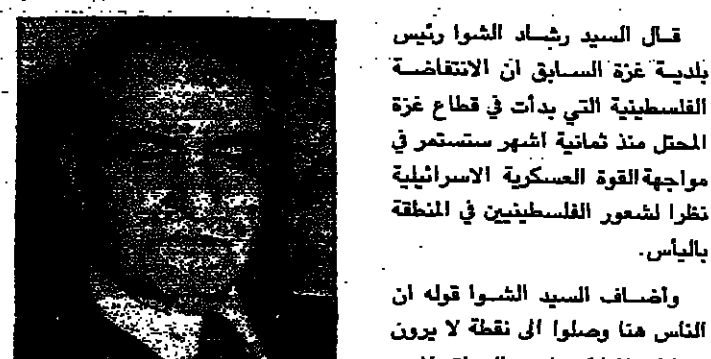 قال السيد رشاد الشوا رئيس
بلدية غزة السابق ان الانتفاضة
الفلسطينية التي بدأت في قطاع غزة
المحتل منذ ثمانية اشهر ستستمر في
مواجهة القوة العسكرية الاسرائيلية
نظرا لشعور الفلسطينيين في المنطقة
باليأس.
وأضاف السيد الشوا قوله ان
الناس هنا وصلوا الى نقطة لا يرون